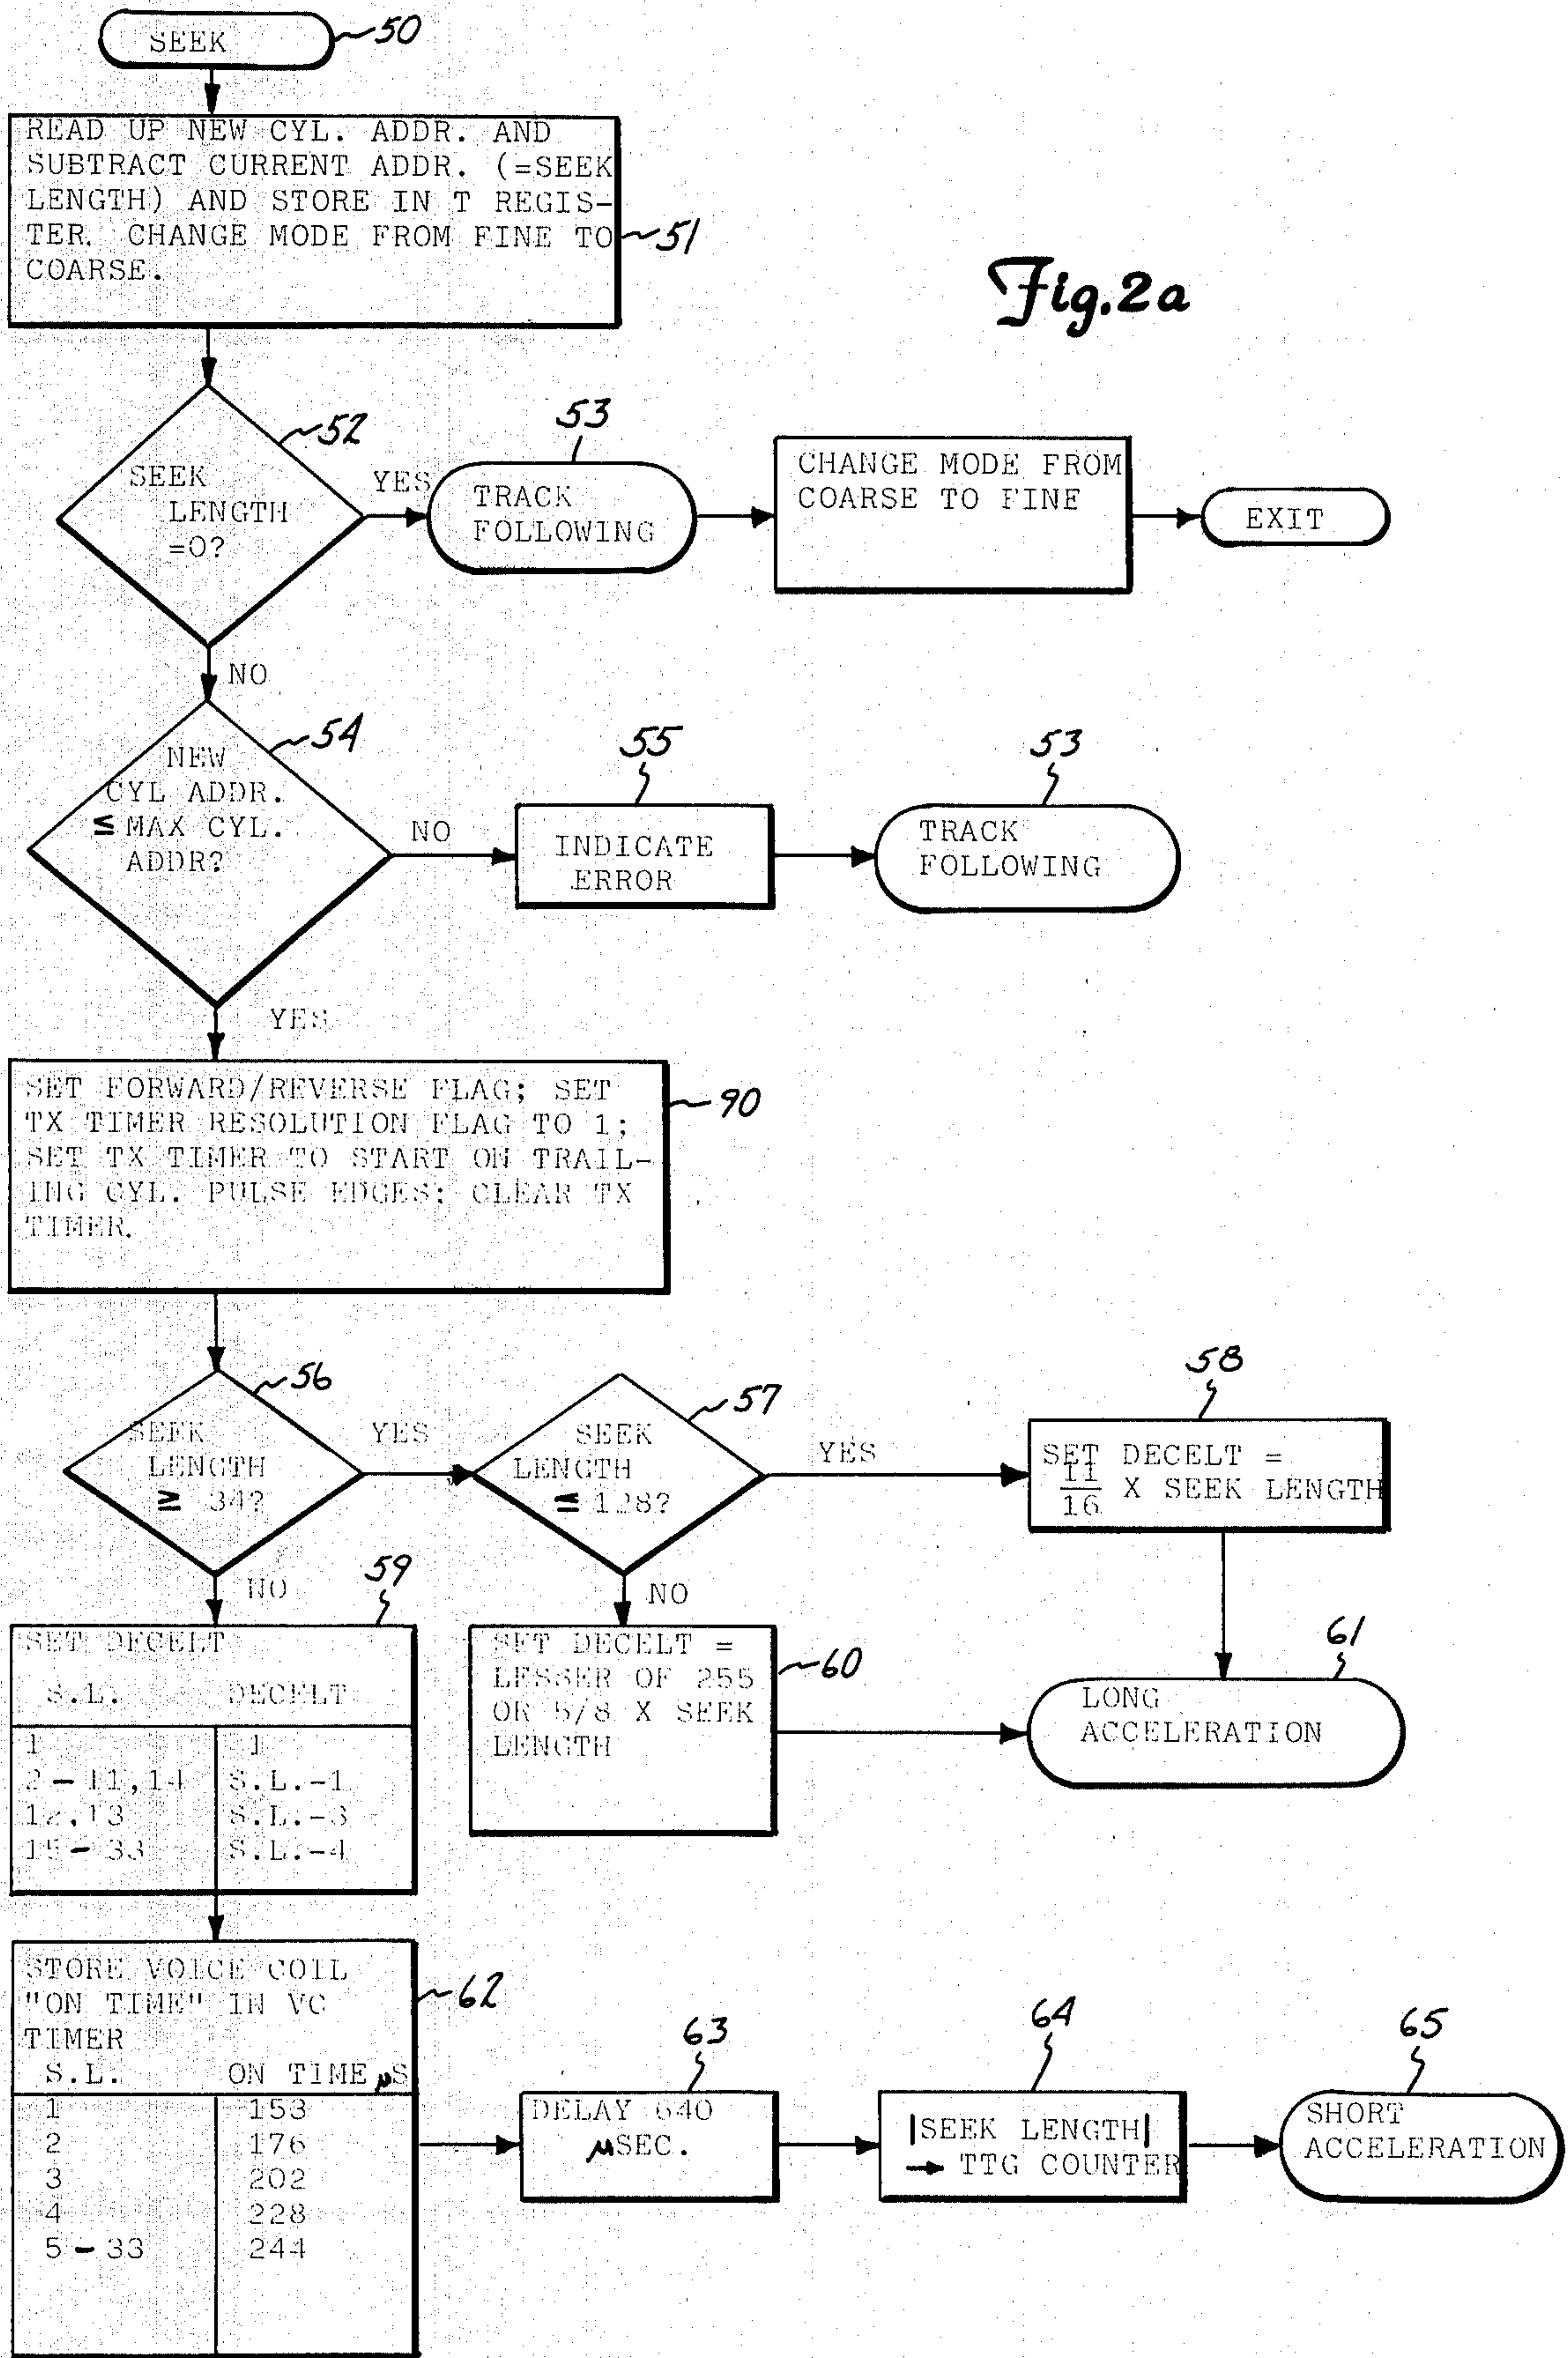 SEEK
50
READ UP NEW CYL. ADDR. AND
SUBTRACT CURRENT ADDR. (=SEEK
LENGTH) AND STORE IN T REGIS-
TER. CHANGE MODE FROM FINE TO
COARSE.
51
Fig.2a
52
SEEK
LENGTH
=0?
YES
53
TRACK
FOLLOWING
CHANGE MODE FROM
COARSE TO FINE
EXIT
NO
54
NEW
CYL ADDR.
≤ MAX CYL.
ADDR?
NO
55
INDICATE
ERROR
53
TRACK
FOLLOWING
YES
SET FORWARD/REVERSE FLAG; SET
TX TIMER RESOLUTION FLAG TO 1;
SET TX TIMER TO START ON TRAIL-
ING CYL. PULSE EDGES; CLEAR TX
TIMER.
90
56
SEEK
LENGTH
≥ 34?
YES
57
SEEK
LENGTH
≤ 128?
YES
58
SET DECELT =
11/16 X SEEK LENGTH
NO
59
SET DECELT
S.L. DECELT
1 1
2 - 11,14 S.L.-1
12,13 S.L.-3
15 - 33 S.L.-4
NO
SET DECELT =
LESSER OF 255
OR 5/8 X SEEK
LENGTH
60
61
LONG
ACCELERATION
STORE VOICE COIL
"ON TIME" IN VC
TIMER
S.L. ON TIME µS
1 153
2 176
3 202
4 228
5 - 33 244
62
63
DELAY 640
µSEC.
64
|SEEK LENGTH|
→ TTG COUNTER
65
SHORT
ACCELERATION